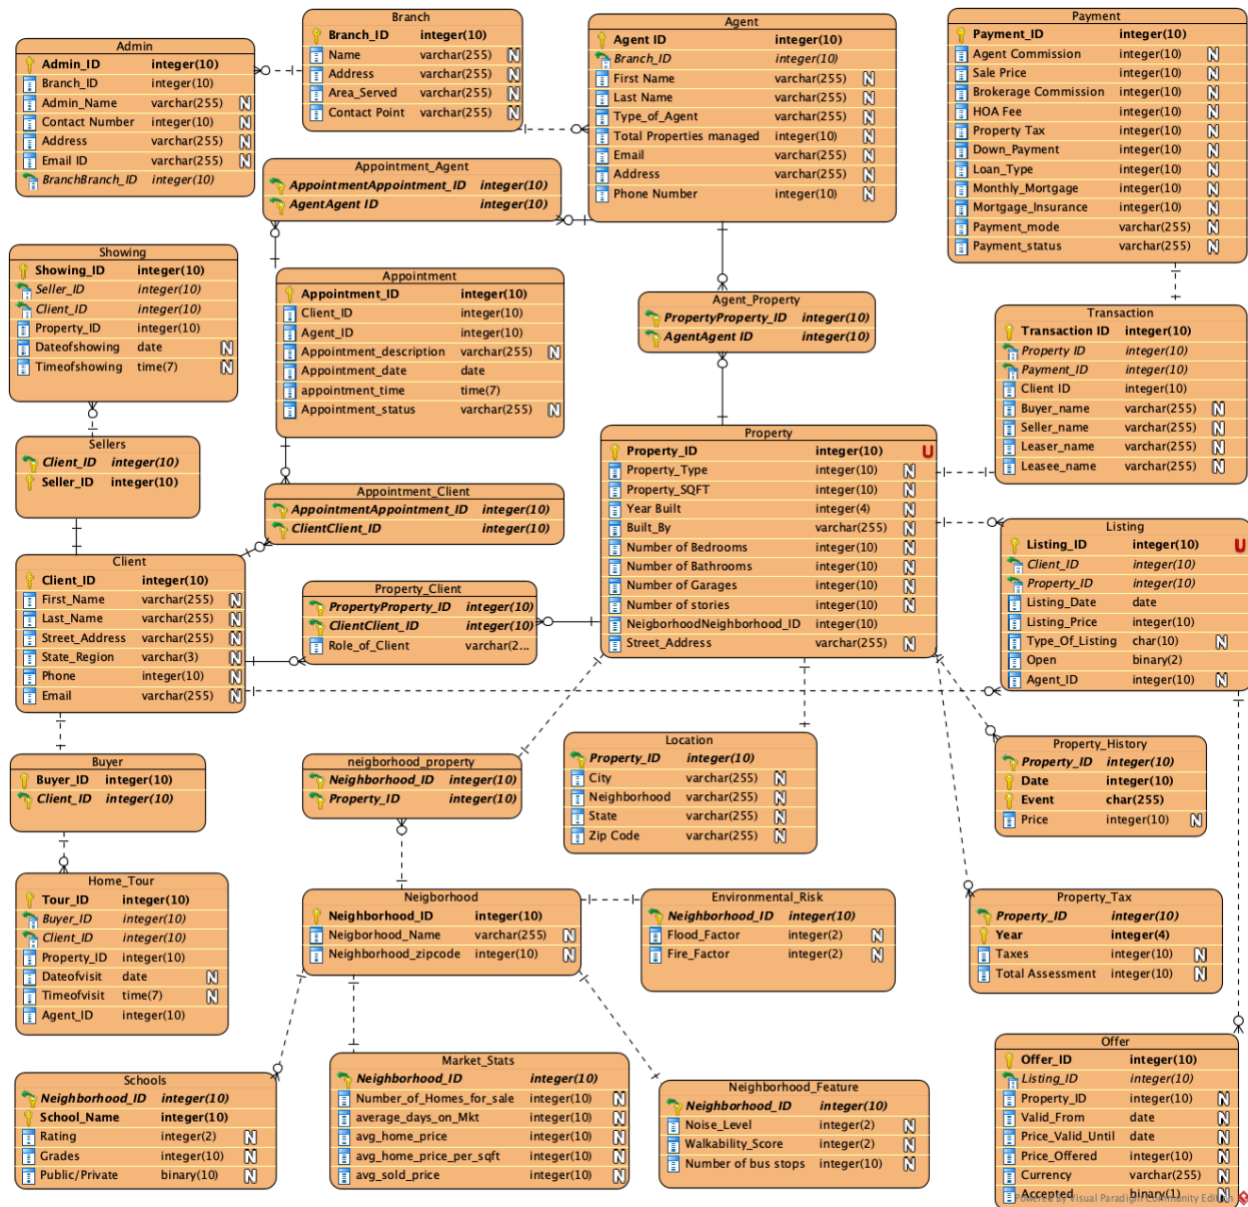 Branch
Branch_ID integer(10)
Name varchar(255) N
Address varchar(255) N
Area_Served varchar(255) N
Contact Point varchar(255) N
Admin
Admin_ID integer(10)
Branch_ID integer(10)
Admin_Name varchar(255) N
Contact Number integer(10) N
Address varchar(255) N
Email ID varchar(255) N
BranchBranch_ID integer(10)
Agent
Agent ID integer(10)
Branch_ID integer(10)
First Name varchar(255) N
Last Name varchar(255) N
Type_of_Agent varchar(255) N
Total Properties managed integer(10) N
Email varchar(255) N
Address varchar(255) N
Phone Number integer(10) N
Payment
Payment_ID integer(10)
Agent Commission integer(10) N
Sale Price integer(10) N
Brokerage Commission integer(10) N
HOA Fee integer(10) N
Property Tax integer(10) N
Down_Payment integer(10) N
Loan_Type integer(10) N
Monthly_Mortgage integer(10) N
Mortgage_Insurance integer(10) N
Payment_mode varchar(255) N
Payment_status varchar(255) N
Appointment_Agent
AppointmentAppointment_ID integer(10)
AgentAgent ID integer(10)
Showing
Showing_ID integer(10)
Seller_ID integer(10)
Client_ID integer(10)
Property_ID integer(10)
Dateofshowing date N
Timeofshowing time(7) N
Appointment
Appointment_ID integer(10)
Client_ID integer(10)
Agent_ID integer(10)
Appointment_description varchar(255) N
Appointment_date date
appointment_time time(7)
Appointment_status varchar(255) N
Agent_Property
PropertyProperty_ID integer(10)
AgentAgent ID integer(10)
Transaction
Transaction ID integer(10)
Property ID integer(10)
Payment_ID integer(10)
Client ID integer(10)
Buyer_name varchar(255) N
Seller_name varchar(255) N
Leaser_name varchar(255) N
Leasee_name varchar(255) N
Sellers
Client_ID integer(10)
Seller_ID integer(10)
Appointment_Client
AppointmentAppointment_ID integer(10)
ClientClient_ID integer(10)
Property
Property_ID integer(10) U
Property_Type integer(10) N
Property_SQFT integer(10) N
Year Built integer(4) N
Built_By varchar(255) N
Number of Bedrooms integer(10) N
Number of Bathrooms integer(10) N
Number of Garages integer(10) N
Number of stories integer(10) N
NeigborhoodNeighborhood_ID integer(10)
Street_Address varchar(255) N
Listing
Listing_ID integer(10) U
Client_ID integer(10)
Property_ID integer(10)
Listing_Date date
Listing_Price integer(10)
Type_Of_Listing char(10) N
Open binary(2)
Agent_ID integer(10) N
Client
Client_ID integer(10)
First_Name varchar(255) N
Last_Name varchar(255) N
Street_Address varchar(255) N
State_Region varchar(3) N
Phone integer(10) N
Email varchar(255) N
Property_Client
PropertyProperty_ID integer(10)
ClientClient_ID integer(10)
Role_of_Client varchar(2...
Buyer
Buyer_ID integer(10)
Client_ID integer(10)
neigborhood_property
Neighborhood_ID integer(10)
Property_ID integer(10)
Location
Property_ID integer(10)
City varchar(255) N
Neighborhood varchar(255) N
State varchar(255) N
Zip Code varchar(255) N
Property_History
Property_ID integer(10)
Date integer(10)
Event char(255)
Price integer(10) N
Home_Tour
Tour_ID integer(10)
Buyer_ID integer(10)
Client_ID integer(10)
Property_ID integer(10)
Dateofvisit date N
Timeofvisit time(7) N
Agent_ID integer(10)
Neigborhood
Neighborhood_ID integer(10)
Neigborhood_Name varchar(255) N
Neighborhood_zipcode integer(10) N
Environmental_Risk
Neighborhood_ID integer(10)
Flood_Factor integer(2) N
Fire_Factor integer(2) N
Property_Tax
Property_ID integer(10)
Year integer(4)
Taxes integer(10) N
Total Assessment integer(10) N
Schools
Neighborhood_ID integer(10)
School_Name integer(10)
Rating integer(2) N
Grades integer(10) N
Public/Private binary(10) N
Market_Stats
Neighborhood_ID integer(10)
Number_of_Homes_for_sale integer(10) N
average_days_on_Mkt integer(10) N
avg_home_price integer(10) N
avg_home_price_per_sqft integer(10) N
avg_sold_price integer(10) N
Neighborhood_Feature
Neighborhood_ID integer(10)
Noise_Level integer(2) N
Walkability_Score integer(2) N
Number of bus stops integer(10) N
Offer
Offer_ID integer(10)
Listing_ID integer(10)
Property_ID integer(10) N
Valid_From date N
Price_Valid_Until date N
Price_Offered integer(10) N
Currency varchar(255) N
Accepted binary(1) N
Powered By Visual Paradigm Community Edition